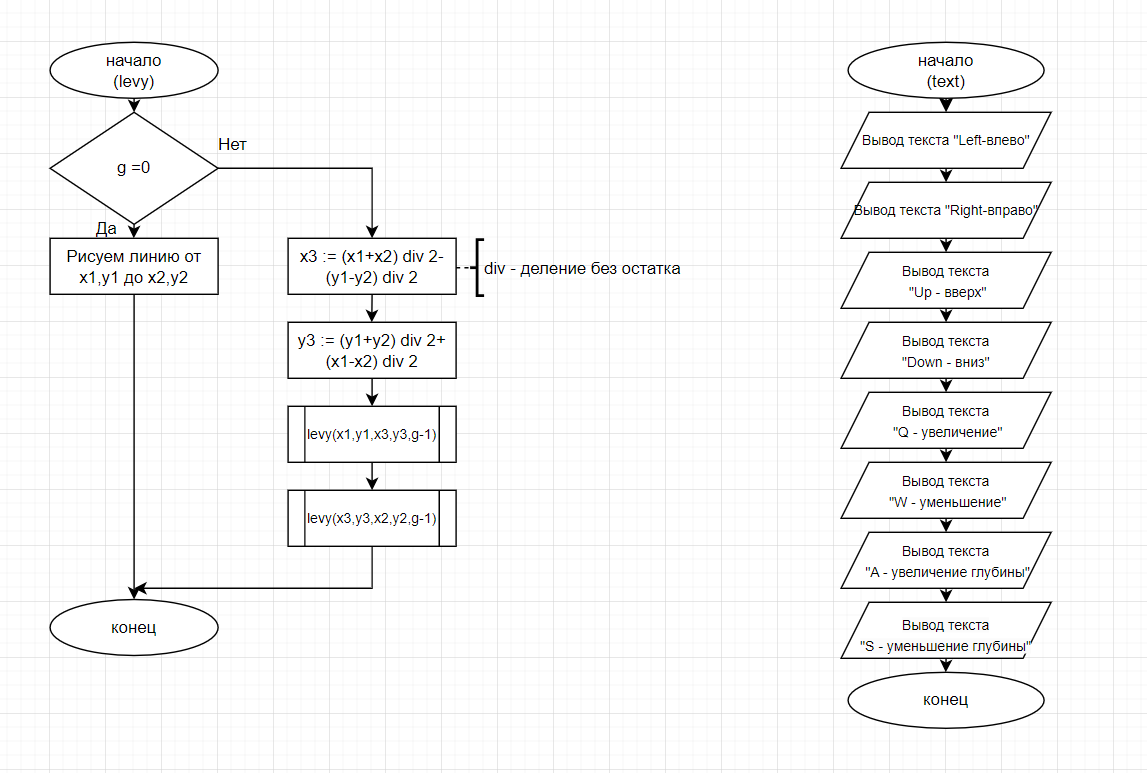 начало
(levy)
g =0
Нет
Да
Рисуем линию от
x1,y1 до x2,y2
x3 := (x1+x2) div 2-
(y1-y2) div 2
div - деление без остатка
y3 := (y1+y2) div 2+
(x1-x2) div 2
levy(x1,y1,x3,y3,g-1)
levy(x3,y3,x2,y2,g-1)
конец
начало
(text)
Вывод текста "Left-влево"
Вывод текста "Right-вправо"
Вывод текста
"Up - вверх"
Вывод текста
"Down - вниз"
Вывод текста
"Q - увеличение"
Вывод текста
"W - уменьшение"
Вывод текста
"A - увеличение глубины"
Вывод текста
"S - уменьшение глубины"
конец